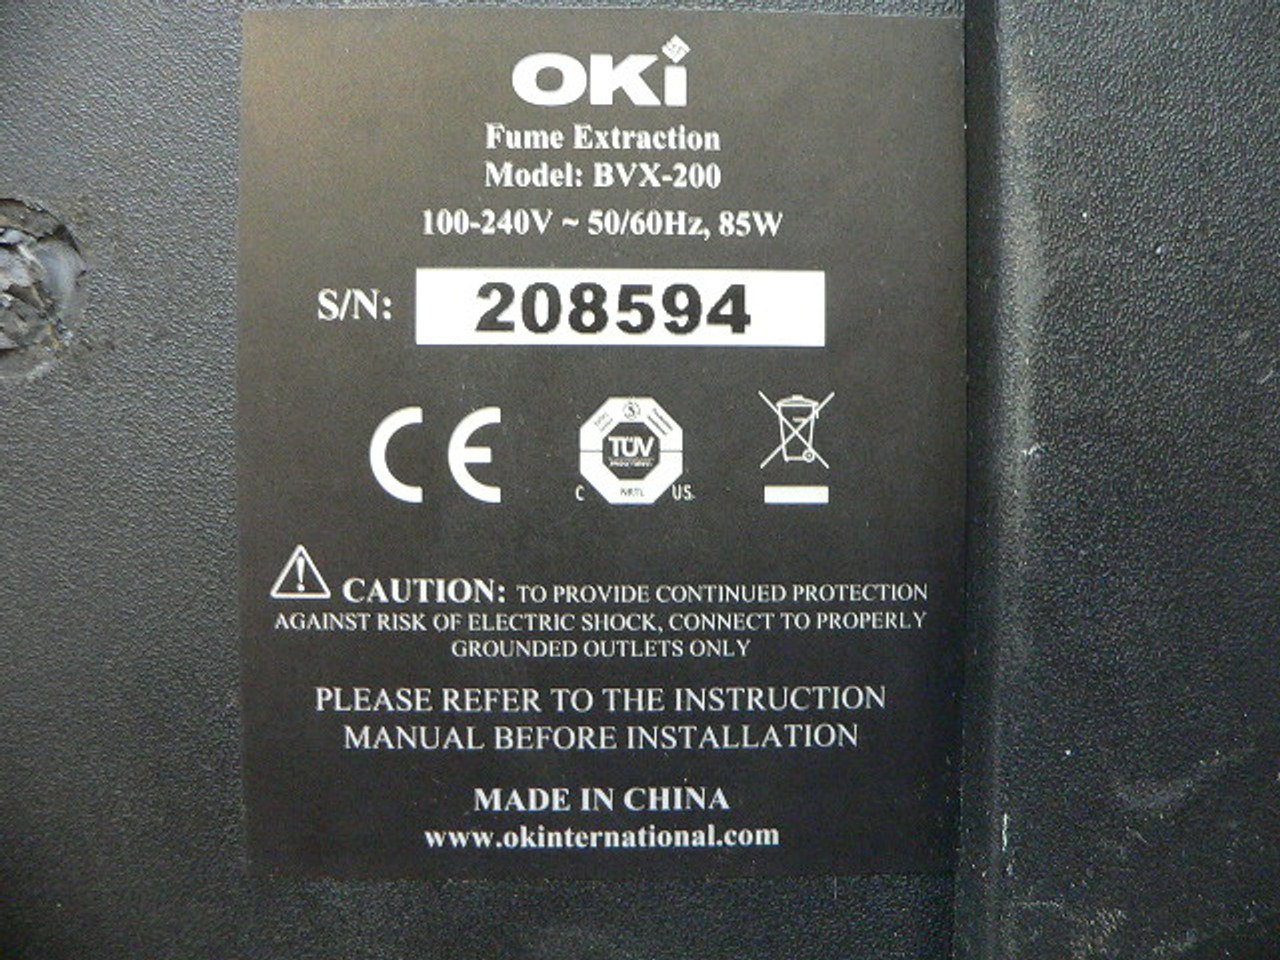 OKi
Fume Extraction
Model: BVX-200
100-240V ~ 50/60Hz, 85W
S/N: 208594
CE
TÜV
C NRTL US
CAUTION: TO PROVIDE CONTINUED PROTECTION
AGAINST RISK OF ELECTRIC SHOCK, CONNECT TO PROPERLY
GROUNDED OUTLETS ONLY
PLEASE REFER TO THE INSTRUCTION
MANUAL BEFORE INSTALLATION
MADE IN CHINA
www.okinternational.com